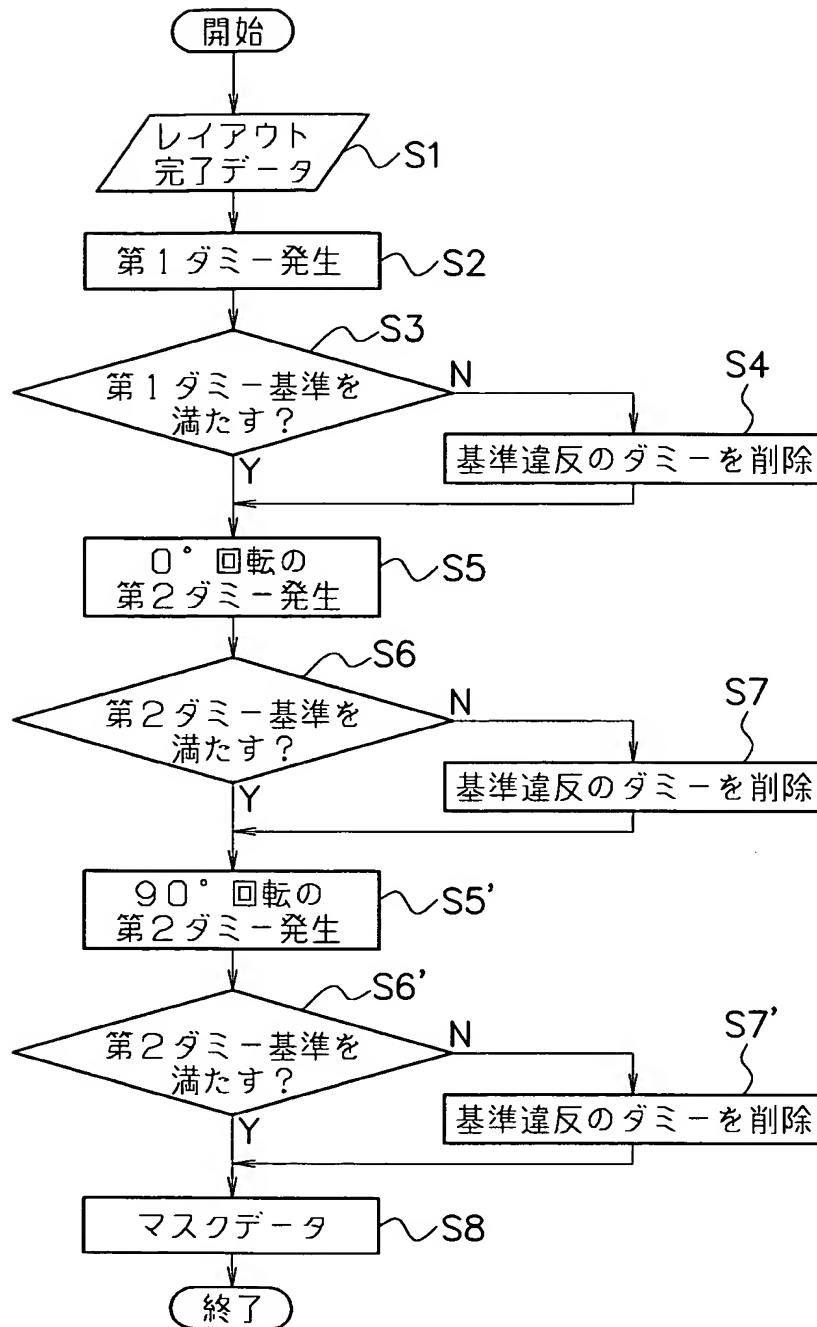 開始
レイアウト
完了データ
S1
第1ダミー発生
S2
S3
第1ダミー基準を
満たす?
N
S4
基準違反のダミーを削除
Y
0°回転の
第2ダミー発生
S5
S6
第2ダミー基準を
満たす?
N
S7
基準違反のダミーを削除
Y
90°回転の
第2ダミー発生
S5'
S6'
第2ダミー基準を
満たす?
N
S7'
基準違反のダミーを削除
Y
マスクデータ
S8
終了